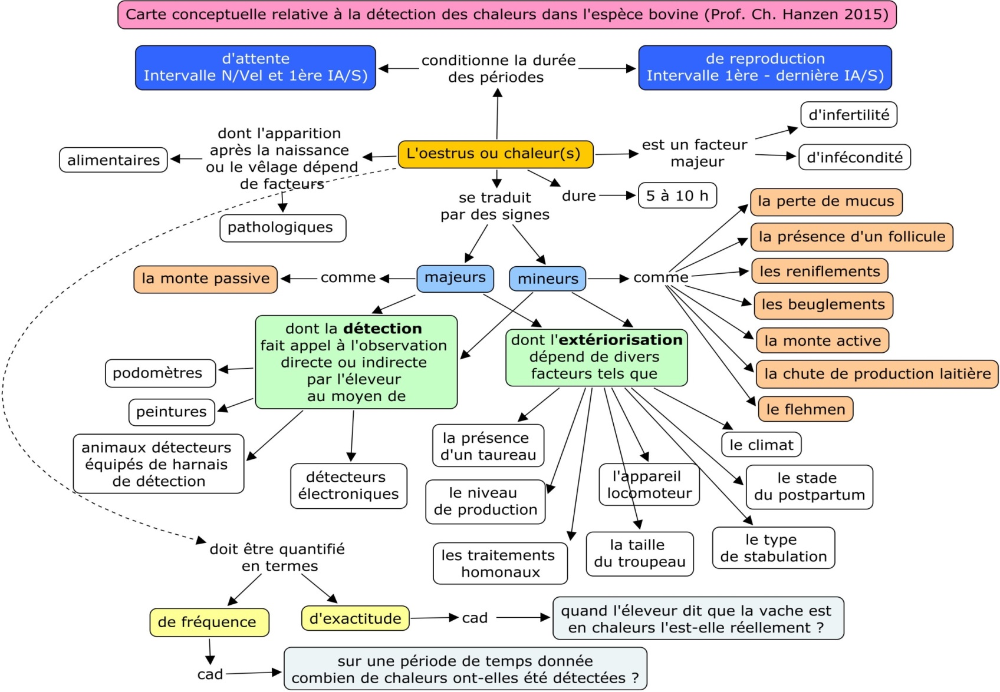 Carte conceptuelle relative à la détection des chaleurs dans l'espèce bovine (Prof. Ch. Hanzen 2015)
d'attente
Intervalle N/Vel et 1ère IA/S)
conditionne la durée
des périodes
de reproduction
Intervalle 1ère - dernière IA/S)
d'infertilité
dont l'apparition
après la naissance
ou le vêlage dépend
de facteurs
alimentaires
L'oestrus ou chaleur(s)
est un facteur
majeur
d'infécondité
pathologiques
se traduit
par des signes
dure
5 à 10 h
la perte de mucus
la présence d'un follicule
les reniflements
les beuglements
la monte active
la chute de production laitière
le flehmen
la monte passive
comme
majeurs
mineurs
comme
dont la détection
fait appel à l'observation
directe ou indirecte
par l'éleveur
au moyen de
dont l'extériorisation
dépend de divers
facteurs tels que
podomètres
peintures
animaux détecteurs
équipés de harnais
de détection
détecteurs
électroniques
la présence
d'un taureau
le niveau
de production
les traitements
homonaux
l'appareil
locomoteur
la taille
du troupeau
le climat
le stade
du postpartum
le type
de stabulation
doit être quantifié
en termes
de fréquence
d'exactitude
cad
quand l'éleveur dit que la vache est
en chaleurs l'est-elle réellement ?
cad
sur une période de temps donnée
combien de chaleurs ont-elles été détectées ?